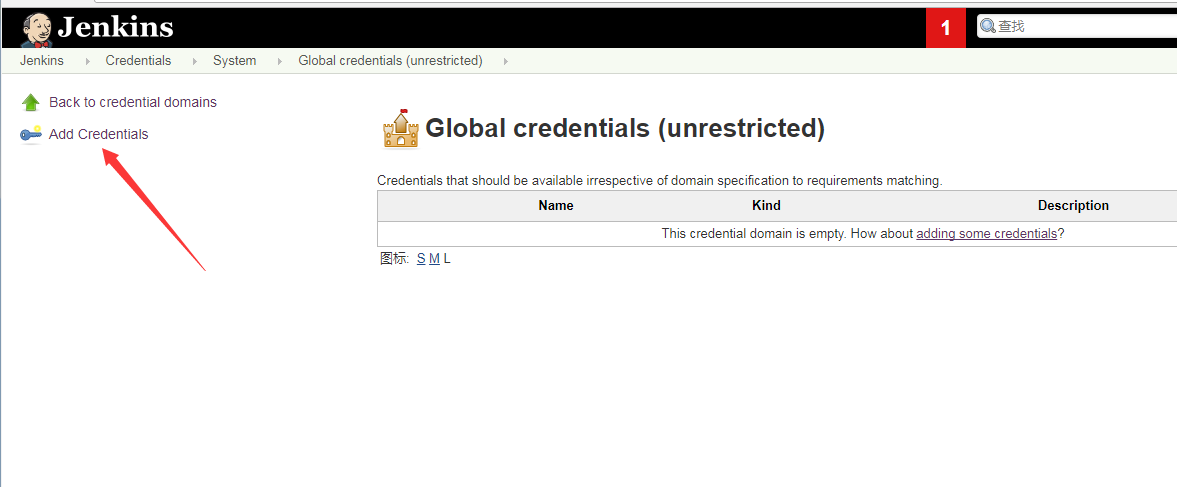 Jenkins
1
查找
Jenkins Credentials System Global credentials (unrestricted)
Back to credential domains
Add Credentials
Global credentials (unrestricted)
Credentials that should be available irrespective of domain specification to requirements matching.
Name Kind Description
This credential domain is empty. How about adding some credentials?
图标: S M L